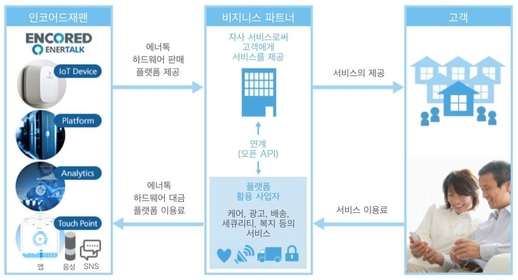 인코어드재팬
ENCORED
ENERTALK
IoT Device
Platform
Analytics
Touch Point
앱
음성
SNS
에너톡
하드웨어 판매
플랫폼 제공
에너톡
하드웨어 대금
플랫폼 이용료
비지니스 파트너
자사 서비스로써
고객에게
서비스를 제공
연계
(오픈 API)
플랫폼
활용 사업자
케어, 광고, 배송,
세큐리티, 복지 등의
서비스
서비스의 제공
서비스 이용료
고객